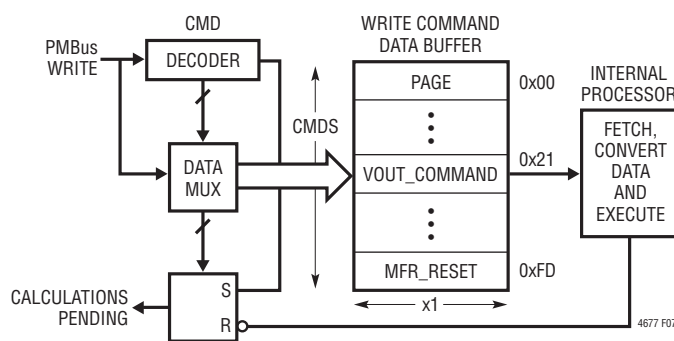 CMD
PMBus
WRITE
DECODER
WRITE COMMAND
DATA BUFFER
PAGE
0x00
INTERNAL
PROCESSOR
CMDS
FETCH,
CONVERT
DATA
AND
EXECUTE
DATA
MUX
VOUT_COMMAND
0x21
MFR_RESET
0xFD
CALCULATIONS
PENDING
S
R
x1
4677 F07